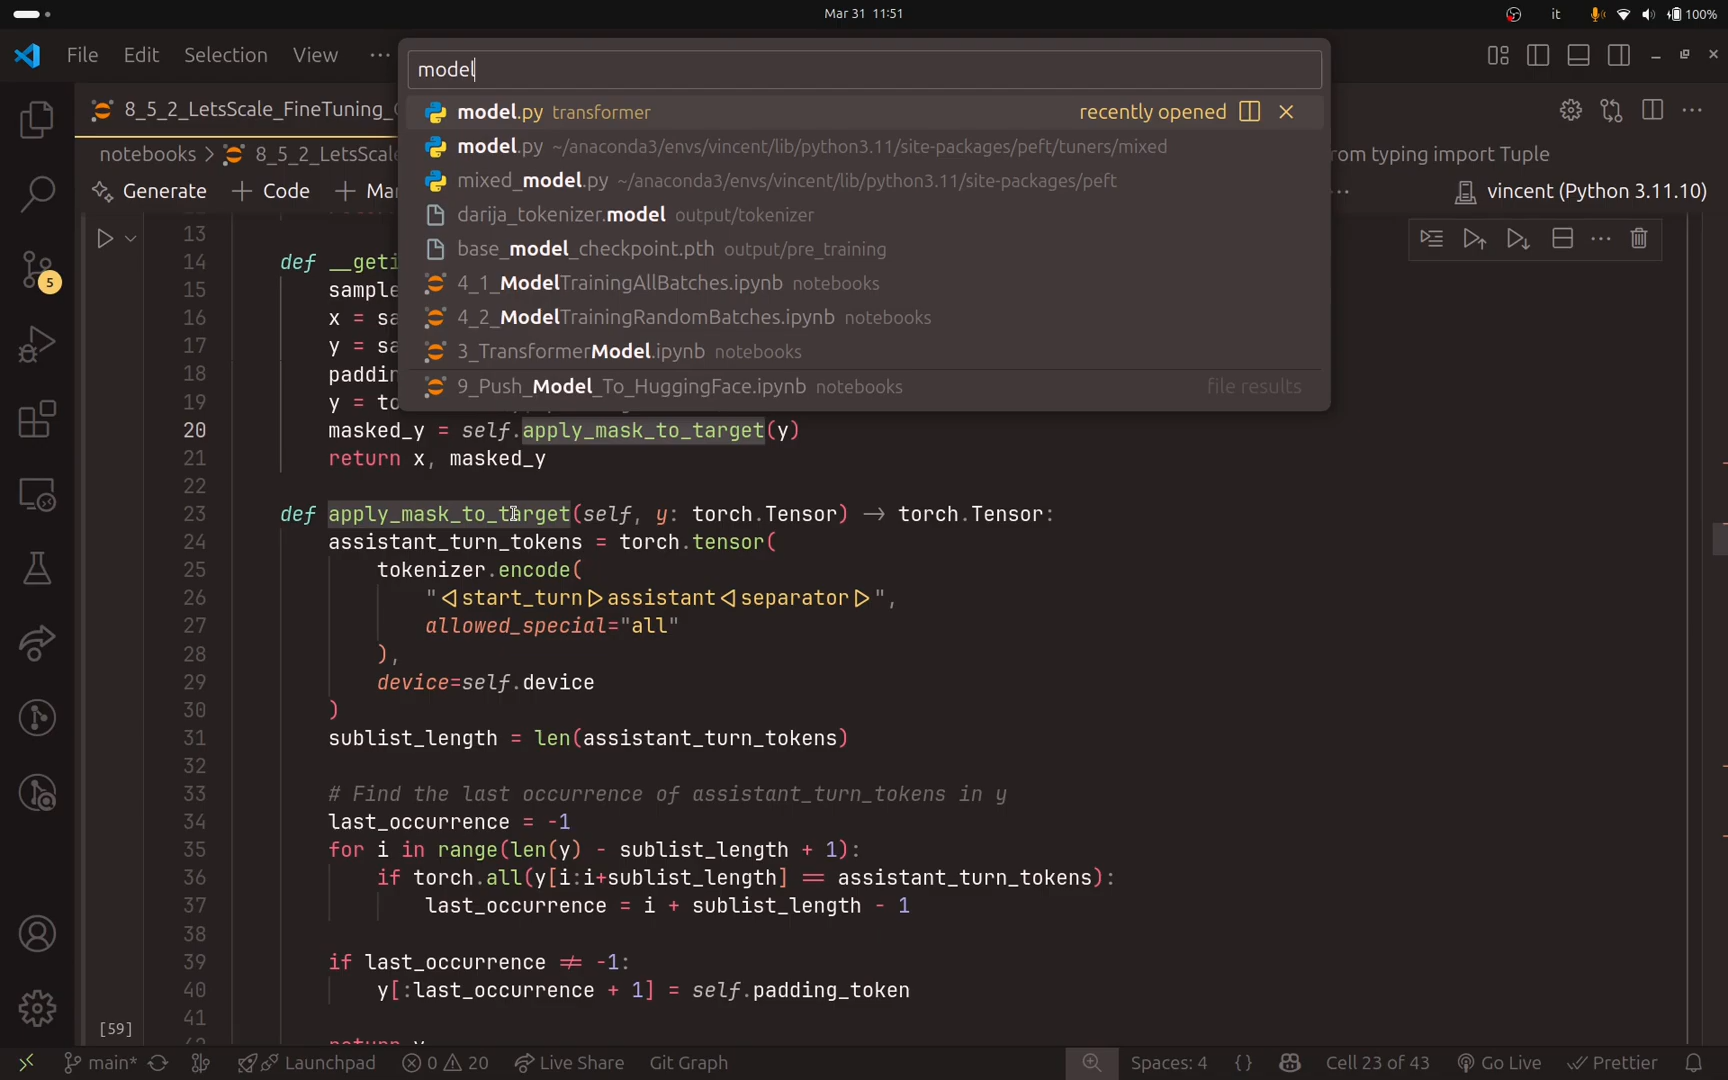 Mar 31 11:51
it
100%
File Edit Selection View ···
model
8_5_2_LetsScale_FineTuning_
model.py transformer recently opened
model.py ~/anaconda3/envs/vincent/lib/python3.11/site-packages/peft/tuners/mixed
mixed_model.py ~/anaconda3/envs/vincent/lib/python3.11/site-packages/peft
darija_tokenizer.model output/tokenizer
base_model_checkpoint.pth output/pre_training
4_1_ModelTrainingAllBatches.ipynb notebooks
4_2_ModelTrainingRandomBatches.ipynb notebooks
3_TransformerModel.ipynb notebooks
9_Push_Model_To_HuggingFace.ipynb notebooks file results
notebooks > 8_5_2_LetsScale
rom typing import Tuple
Generate + Code + Mar
··· vincent (Python 3.11.10)
13
14 def __geti
15 sample
16 x = sa
17 y = sa
18 paddin
19 y = to
20 masked_y = self.apply_mask_to_target(y)
21 return x, masked_y
22
23 def apply_mask_to_target(self, y: torch.Tensor) -> torch.Tensor:
24 assistant_turn_tokens = torch.tensor(
25 tokenizer.encode(
26 "<|start_turn|>assistant<|separator|>",
27 allowed_special="all"
28 ),
29 device=self.device
30 )
31 sublist_length = len(assistant_turn_tokens)
32
33 # Find the last occurrence of assistant_turn_tokens in y
34 last_occurrence = -1
35 for i in range(len(y) - sublist_length + 1):
36 if torch.all(y[i:i+sublist_length] == assistant_turn_tokens):
37 last_occurrence = i + sublist_length - 1
38
39 if last_occurrence != -1:
40 y[:last_occurrence + 1] = self.padding_token
41
[59]
5
main* Launchpad 0 20 Live Share Git Graph Spaces: 4 {} Cell 23 of 43 Go Live Prettier